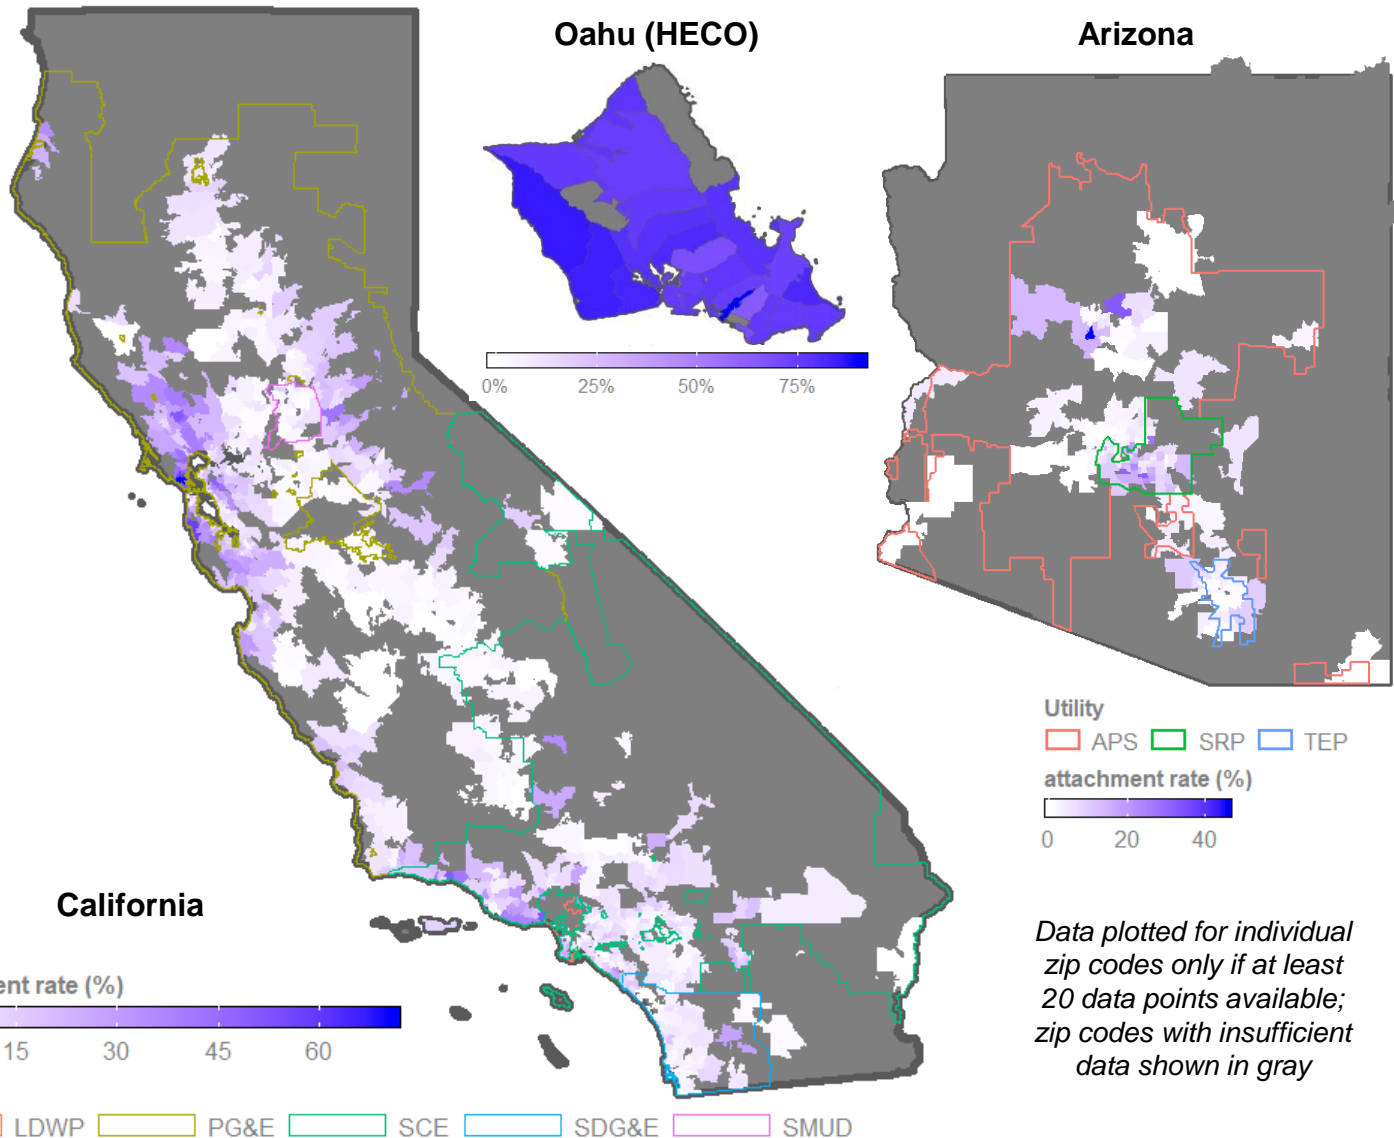 Oahu (HECO)
Arizona
0% 25% 50% 75%
Utility
APS SRP TEP
attachment rate (%)
0 20 40
California
ent rate (%)
15 30 45 60
Data plotted for individual
zip codes only if at least
20 data points available;
zip codes with insufficient
data shown in gray
LDWP PG&E SCE SDG&E SMUD